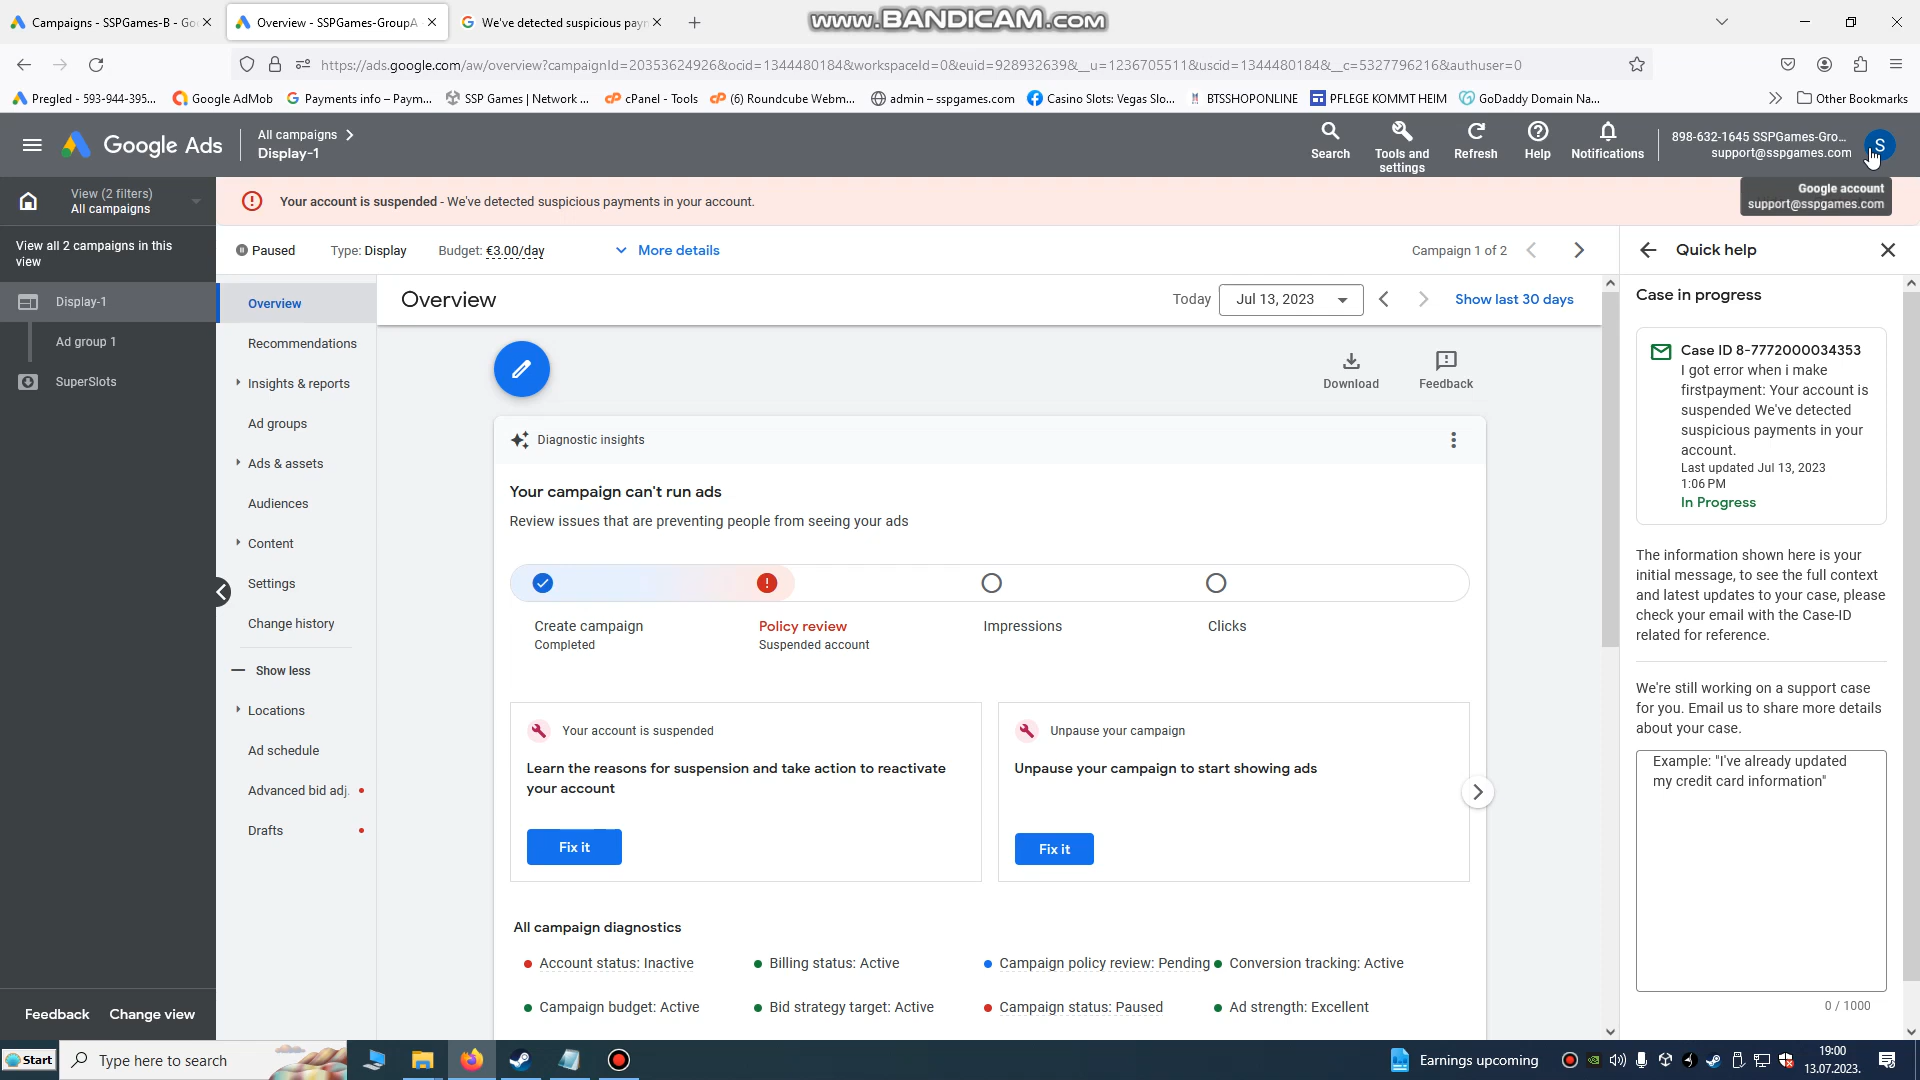 Campaigns - SSPGames-B - Go
Overview - SSPGames-GroupA
We've detected suspicious pay
www.BANDICAM.com
https://ads.google.com/aw/overview?campaignId=20353624926&ocid=1344480184&workspaceId=0&euid=928932639&__u=1236705511&uscid=1344480184&__c=5327796216&authuser=0
Pregled - 593-944-395...
Google AdMob
Payments info – Paym...
SSP Games | Network ...
cPanel - Tools
(6) Roundcube Webm...
admin – sspgames.com
Casino Slots: Vegas Slo...
BTSSHOPONLINE
PFLEGE KOMMT HEIM
GoDaddy Domain Na...
Other Bookmarks
Google Ads
All campaigns
Display-1
Search
Tools and
settings
Refresh
Help
Notifications
898-632-1645 SSPGames-Gro...
support@sspgames.com
S
Google account
support@sspgames.com
View (2 filters)
All campaigns
Your account is suspended - We've detected suspicious payments in your account.
View all 2 campaigns in this
view
Display-1
Ad group 1
SuperSlots
Paused
Type: Display
Budget: €3.00/day
More details
Campaign 1 of 2
Overview
Recommendations
Insights & reports
Ad groups
Ads & assets
Audiences
Content
Settings
Change history
Show less
Locations
Ad schedule
Advanced bid adj.
Drafts
Overview
Today
Jul 13, 2023
Show last 30 days
Download
Feedback
Diagnostic insights
Your campaign can't run ads
Review issues that are preventing people from seeing your ads
Create campaign
Completed
Policy review
Suspended account
Impressions
Clicks
Your account is suspended
Learn the reasons for suspension and take action to reactivate
your account
Fix it
Unpause your campaign
Unpause your campaign to start showing ads
Fix it
All campaign diagnostics
Account status: Inactive
Billing status: Active
Campaign policy review: Pending
Conversion tracking: Active
Campaign budget: Active
Bid strategy target: Active
Campaign status: Paused
Ad strength: Excellent
Quick help
Case in progress
Case ID 8-7772000034353
I got error when i make
firstpayment: Your account is
suspended We've detected
suspicious payments in your
account.
Last updated Jul 13, 2023
1:06 PM
In Progress
The information shown here is your
initial message, to see the full context
and latest updates to your case, please
check your email with the Case-ID
related for reference.
We're still working on a support case
for you. Email us to share more details
about your case.
Example: "I've already updated
my credit card information"
0 / 1000
Feedback
Change view
Start
Type here to search
Earnings upcoming
19:00
13.07.2023.